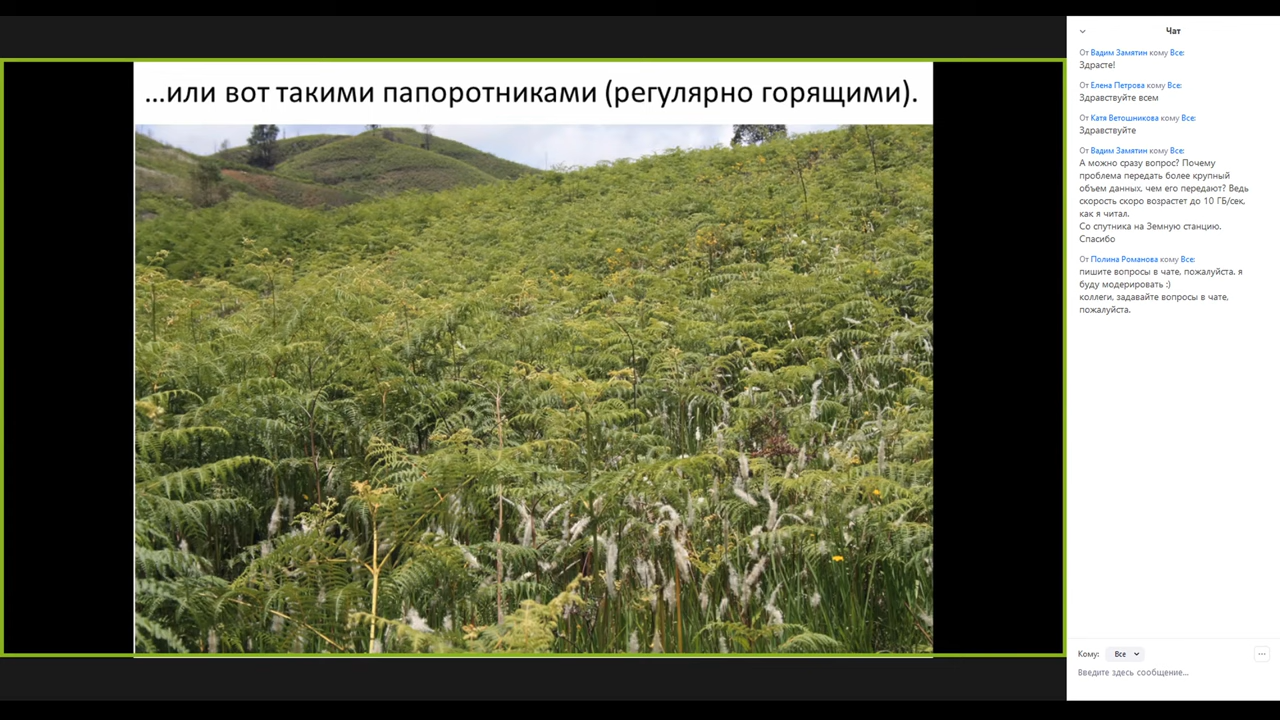 ...или вот такими папоротниками (регулярно горящими).
Чат
От Вадим Замятин кому Все:
Здрасте!
От Елена Петрова кому Все:
Здравствуйте всем
От Катя Ветошникова кому Все:
Здравствуйте
От Вадим Замятин кому Все:
А можно сразу вопрос? Почему
проблема передать более крупный
объем данных, чем его передают? Ведь
скорость скоро возрастет до 10 ГБ/сек,
как я читал.
Со спутника на Земную станцию.
Спасибо
От Полина Романова кому Все:
пишите вопросы в чате, пожалуйста, я
буду модерировать :)
коллеги, задавайте вопросы в чате,
пожалуйста.
Кому: Все
Введите здесь сообщение...